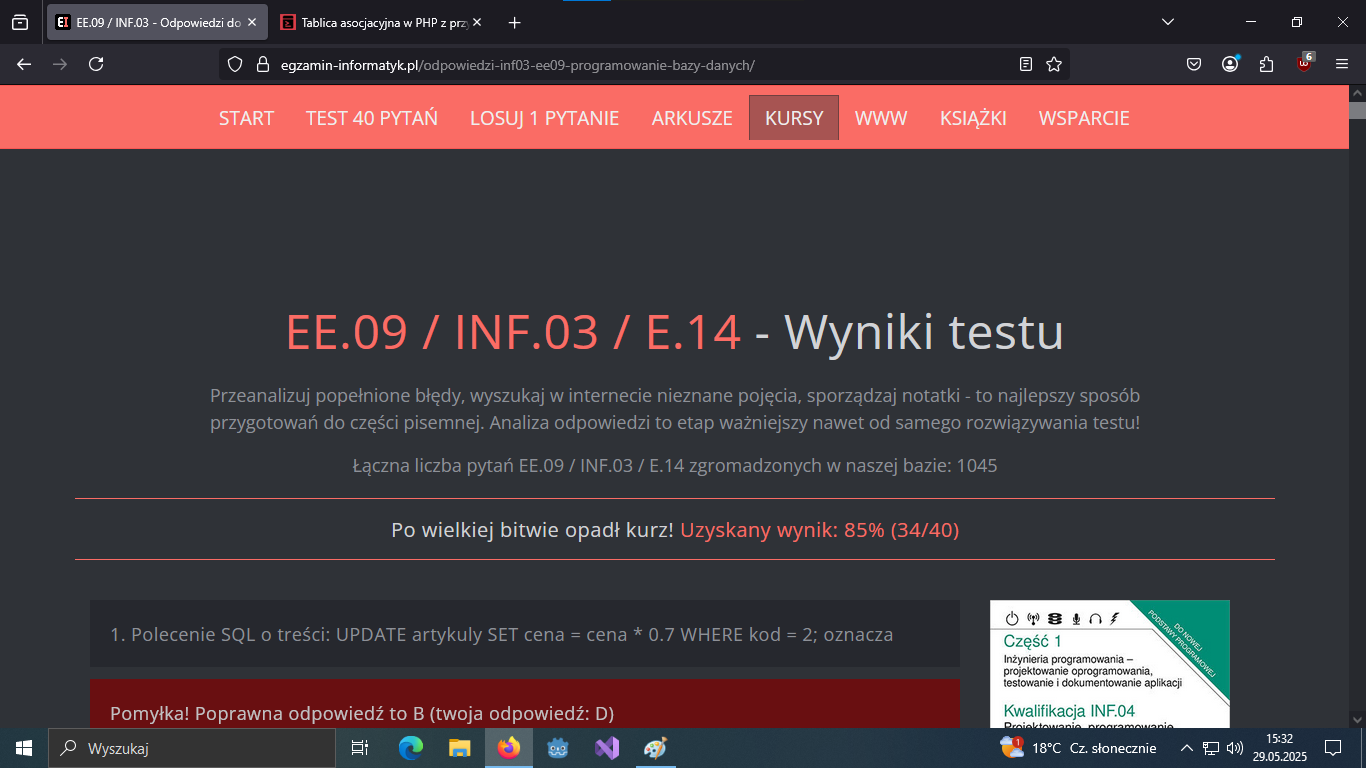 EE.09 / INF.03 - Odpowiedzi do
Tablica asocjacyjna w PHP z prz
egzamin-informatyk.pl/odpowiedzi-inf03-ee09-programowanie-bazy-danych/
6
START TEST 40 PYTAŃ LOSUJ 1 PYTANIE ARKUSZE KURSY WWW KSIĄŻKI WSPARCIE
EE.09 / INF.03 / E.14 - Wyniki testu
Przeanalizuj popełnione błędy, wyszukaj w internecie nieznane pojęcia, sporządzaj notatki - to najlepszy sposób
przygotowań do części pisemnej. Analiza odpowiedzi to etap ważniejszy nawet od samego rozwiązywania testu!
Łączna liczba pytań EE.09 / INF.03 / E.14 zgromadzonych w naszej bazie: 1045
Po wielkiej bitwie opadł kurz! Uzyskany wynik: 85% (34/40)
1. Polecenie SQL o treści: UPDATE artykuly SET cena = cena * 0.7 WHERE kod = 2; oznacza
Pomyłka! Poprawna odpowiedź to B (twoja odpowiedź: D)
DO NOWEJ
PODSTAWY PROGRAMOWEJ
Część 1
Inżynieria programowania –
projektowanie oprogramowania,
testowanie i dokumentowanie aplikacji
Kwalifikacja INF.04
Projektowanie, programowanie
Wyszukaj
1
18°C Cz. słonecznie
15:32
29.05.2025